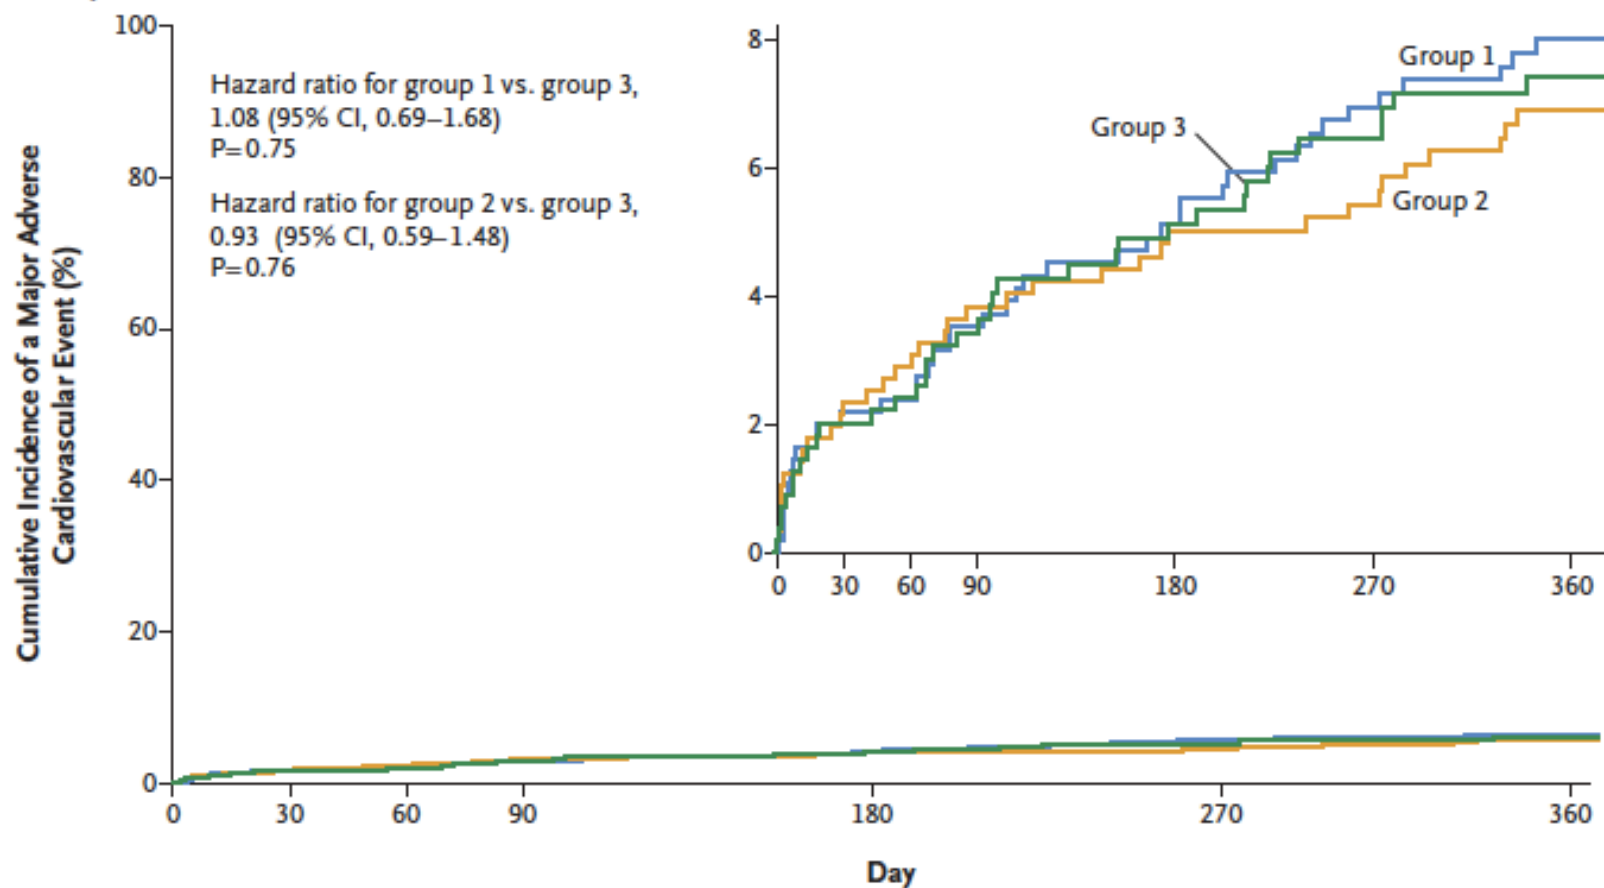 Cumulative Incidence of a Major Adverse
Cardiovascular Event (%)
100
80
60
40
20
0
Hazard ratio for group 1 vs. group 3,
1.08 (95% CI, 0.69–1.68)
P=0.75
Hazard ratio for group 2 vs. group 3,
0.93 (95% CI, 0.59–1.48)
P=0.76
8
6
4
2
0
Group 1
Group 3
Group 2
0 30 60 90 180 270 360
0 30 60 90 180 270 360
Day